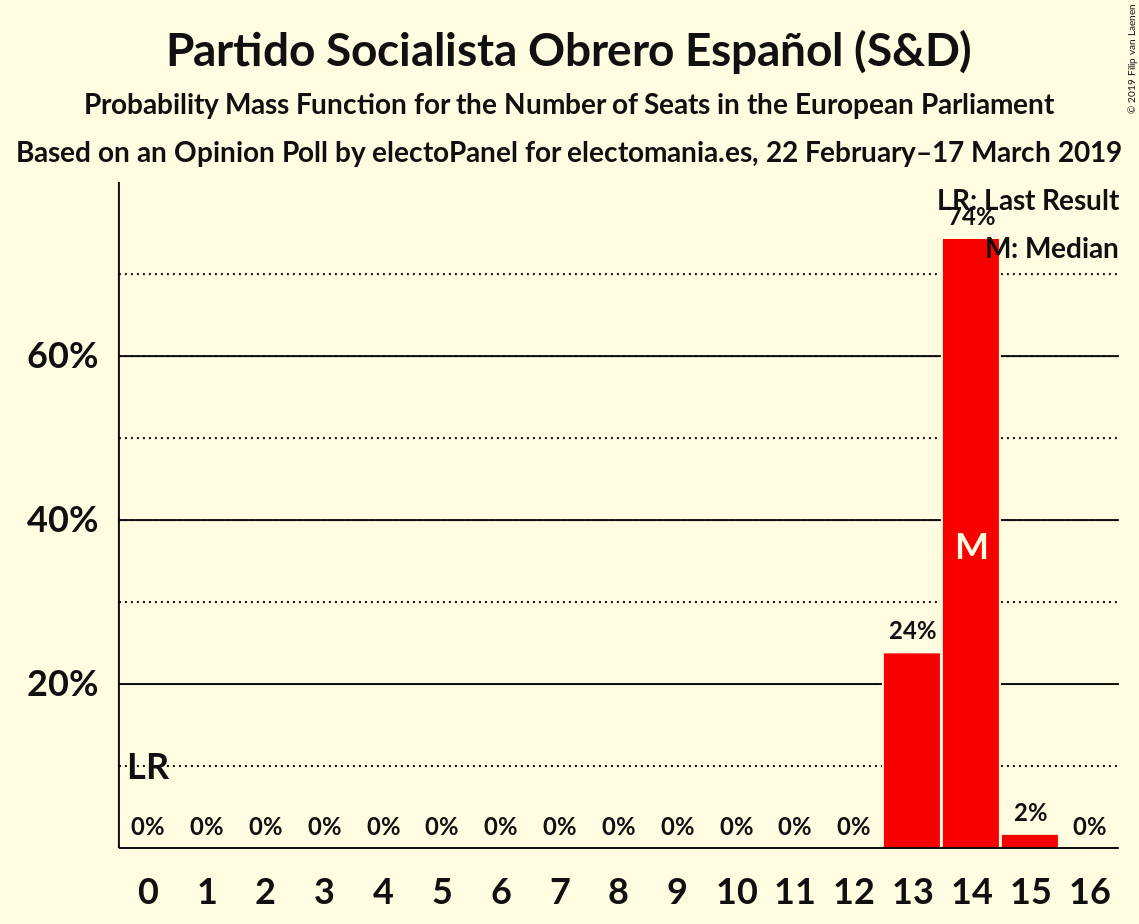 Partido Socialista Obrero Español (S&D)
Probability Mass Function for the Number of Seats in the European Parliament
Based on an Opinion Poll by electoPanel for electomania.es, 22 February–17 March 2019
© 2019 Filip van Laenen
LR: Last Result
74%
M: Median
60%
40%
M
24%
20%
LR
0% 0% 0% 0% 0% 0% 0% 0% 0% 0% 0% 0% 0% 2% 0%
0 1 2 3 4 5 6 7 8 9 10 11 12 13 14 15 16